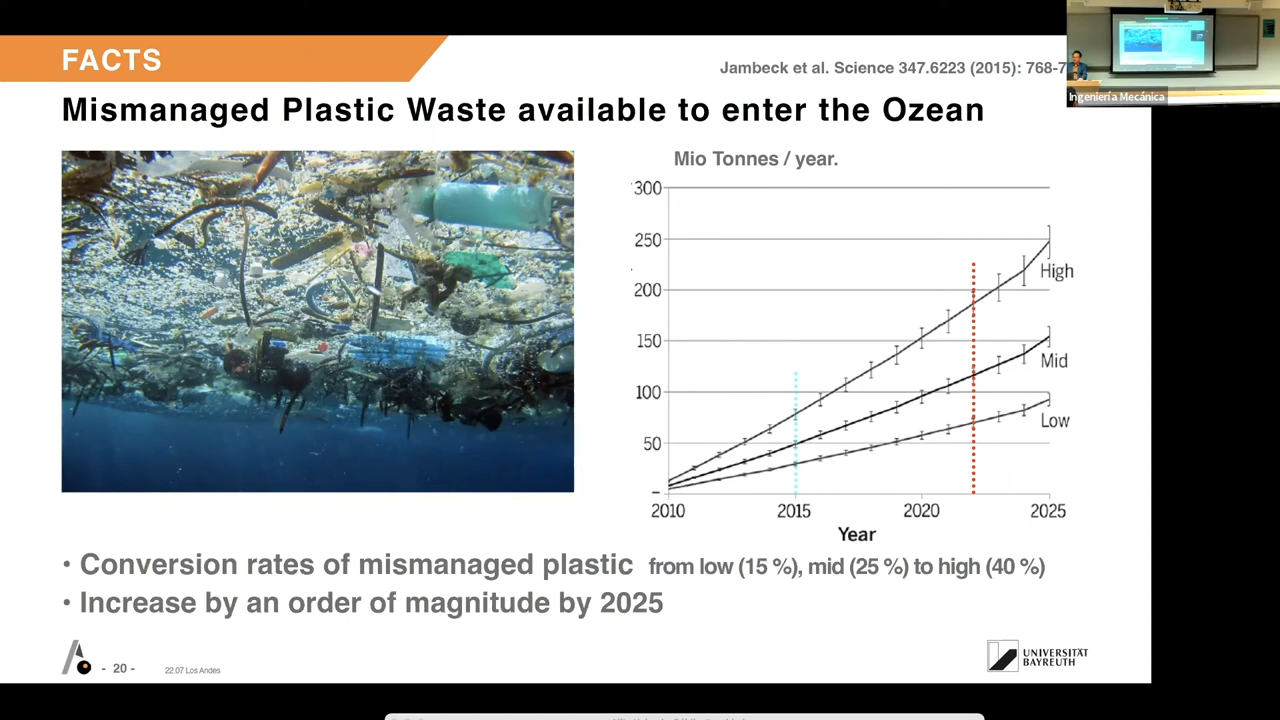 FACTS
Jambeck et al. Science 347.6223 (2015): 768-7
Ingeniería Mecánica
Mismanaged Plastic Waste available to enter the Ozean
Mio Tonnes / year.
300
250
200
150
100
50
High
Mid
Low
2010 2015 2020 2025
Year
• Conversion rates of mismanaged plastic from low (15 %), mid (25 %) to high (40 %)
• Increase by an order of magnitude by 2025
- 20 -
22.07 Los Andes
UNIVERSITÄT
BAYREUTH